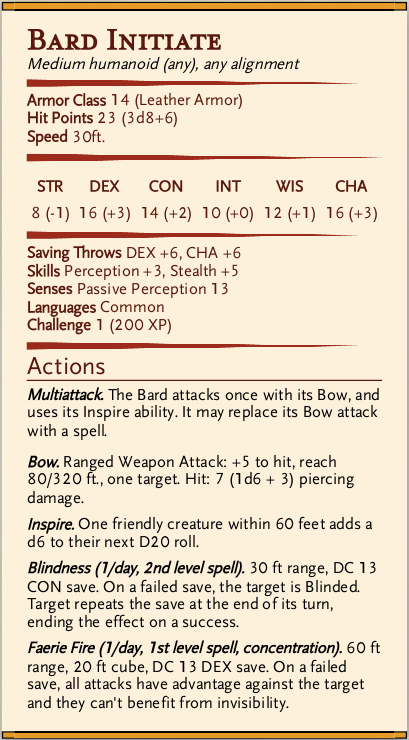 Bard Initiate
Medium humanoid (any), any alignment
Armor Class 14 (Leather Armor)
Hit Points 23 (3d8+6)
Speed 30ft.
STR DEX CON INT WIS CHA
8 (-1) 16 (+3) 14 (+2) 10 (+0) 12 (+1) 16 (+3)
Saving Throws DEX +6, CHA +6
Skills Perception +3, Stealth +5
Senses Passive Perception 13
Languages Common
Challenge 1 (200 XP)
Actions
Multiattack. The Bard attacks once with its Bow, and
uses its Inspire ability. It may replace its Bow attack
with a spell.
Bow. Ranged Weapon Attack: +5 to hit, reach
80/320 ft., one target. Hit: 7 (1d6 + 3) piercing
damage.
Inspire. One friendly creature within 60 feet adds a
d6 to their next D20 roll.
Blindness (1/day, 2nd level spell). 30 ft range, DC 13
CON save. On a failed save, the target is Blinded.
Target repeats the save at the end of its turn,
ending the effect on a success.
Faerie Fire (1/day, 1st level spell, concentration). 60 ft
range, 20 ft cube, DC 13 DEX save. On a failed
save, all attacks have advantage against the target
and they can't benefit from invisibility.